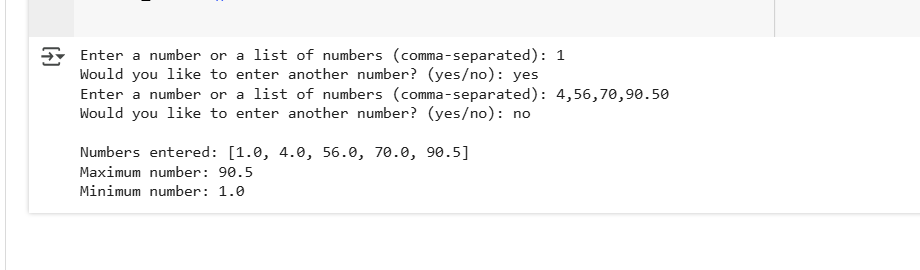 Enter a number or a list of numbers (comma-separated): 1
Would you like to enter another number? (yes/no): yes
Enter a number or a list of numbers (comma-separated): 4,56,70,90.50
Would you like to enter another number? (yes/no): no
Numbers entered: [1.0, 4.0, 56.0, 70.0, 90.5]
Maximum number: 90.5
Minimum number: 1.0